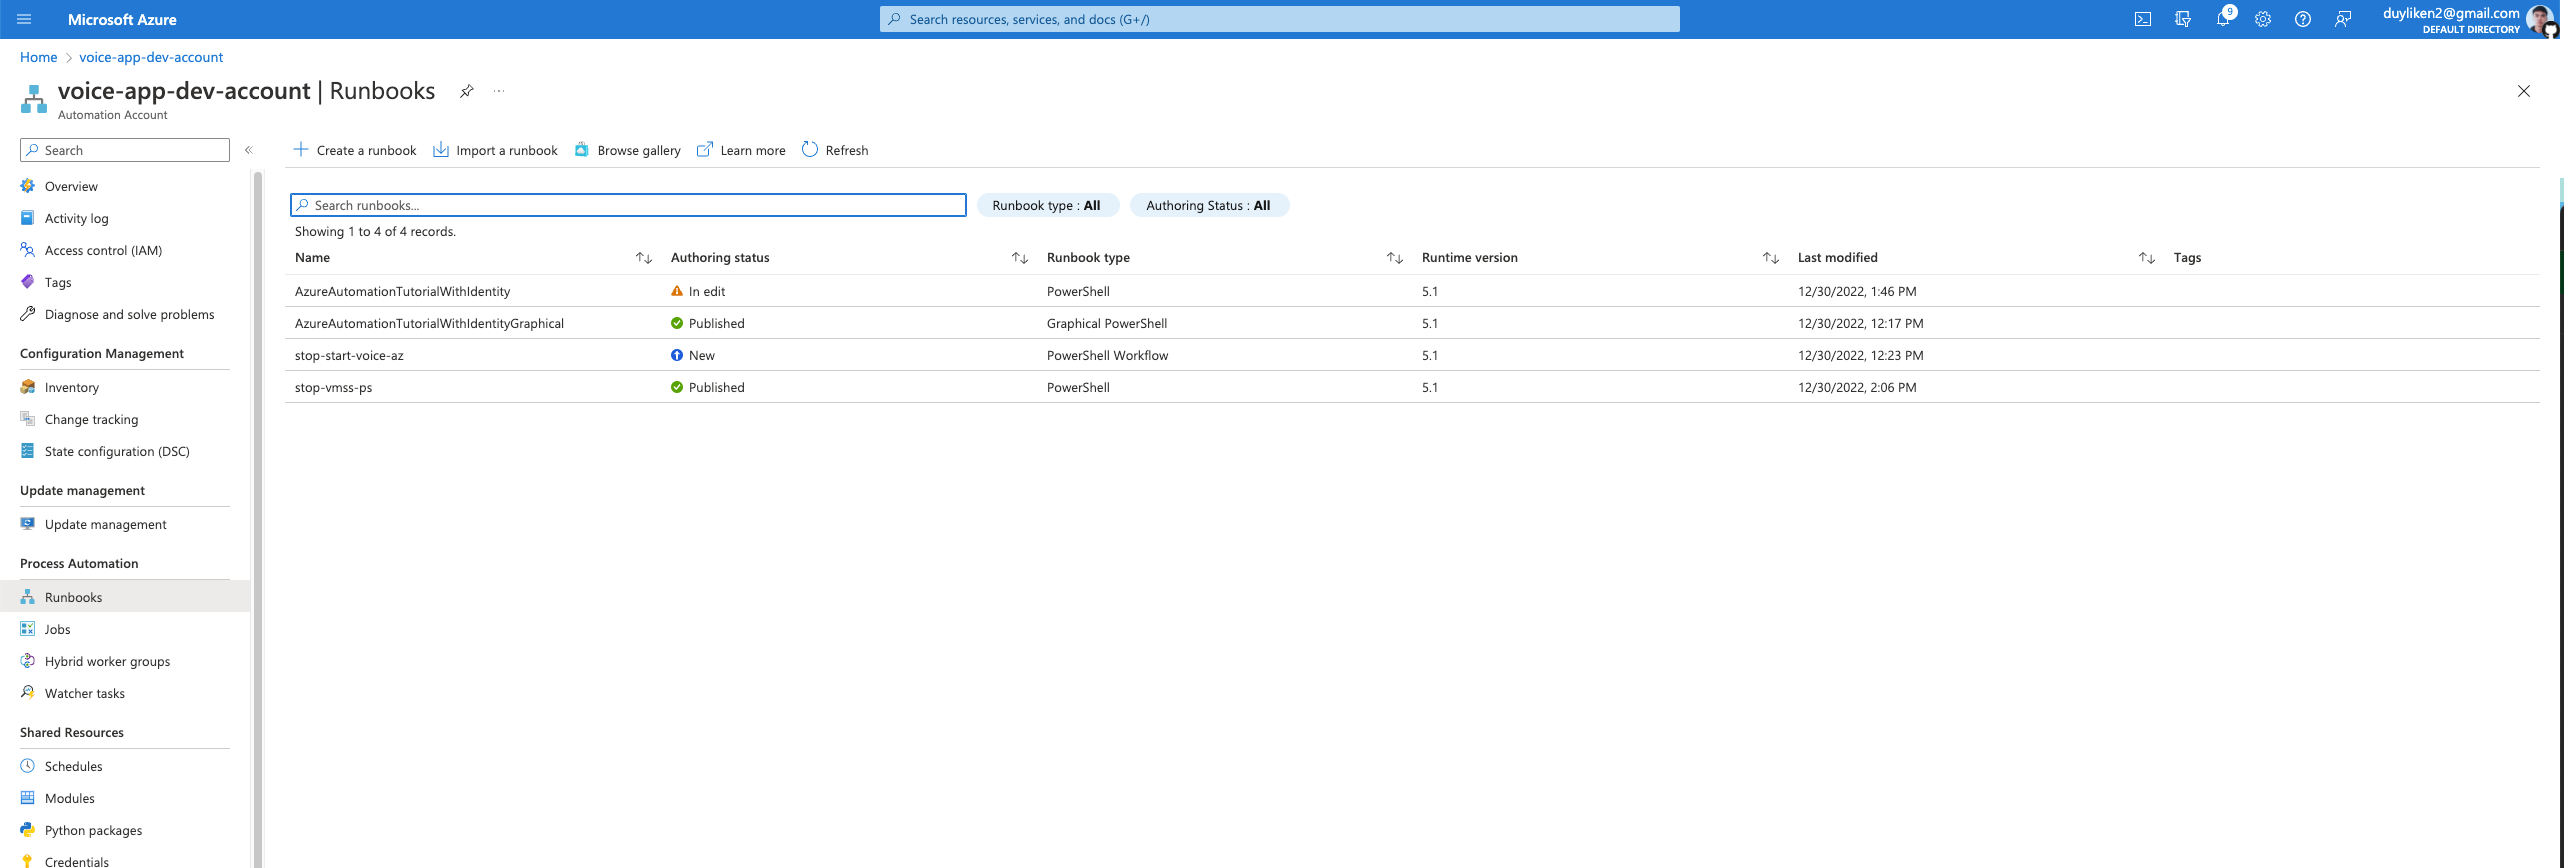 Microsoft Azure
Search resources, services, and docs (G+/)
9
duyliken2@gmail.com
DEFAULT DIRECTORY
Home > voice-app-dev-account
voice-app-dev-account | Runbooks
Automation Account
Search
Create a runbook Import a runbook Browse gallery Learn more Refresh
Overview
Activity log
Access control (IAM)
Tags
Diagnose and solve problems
Configuration Management
Inventory
Change tracking
State configuration (DSC)
Update management
Update management
Process Automation
Runbooks
Jobs
Hybrid worker groups
Watcher tasks
Shared Resources
Schedules
Modules
Python packages
Credentials
Search runbooks... Runbook type : All Authoring Status : All
Showing 1 to 4 of 4 records.
Name Authoring status Runbook type Runtime version Last modified Tags
AzureAutomationTutorialWithIdentity In edit PowerShell 5.1 12/30/2022, 1:46 PM
AzureAutomationTutorialWithIdentityGraphical Published Graphical PowerShell 5.1 12/30/2022, 12:17 PM
stop-start-voice-az New PowerShell Workflow 5.1 12/30/2022, 12:23 PM
stop-vmss-ps Published PowerShell 5.1 12/30/2022, 2:06 PM